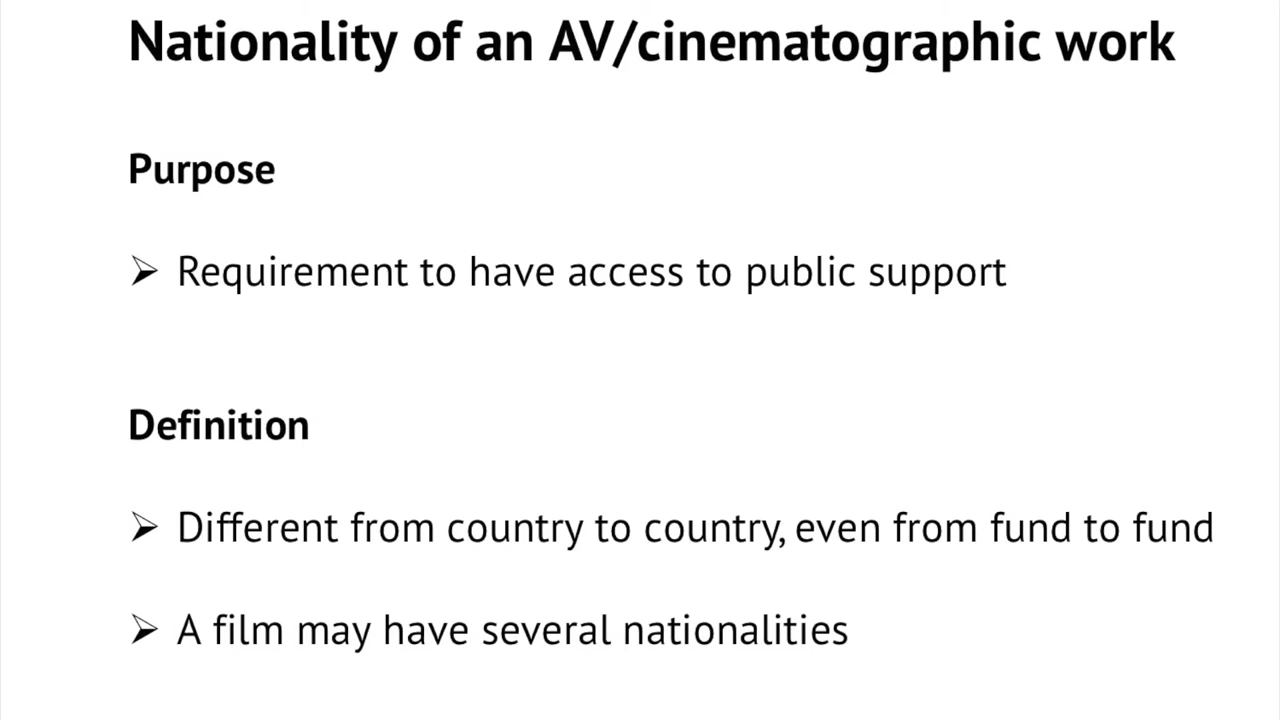 Nationality of an AV/cinematographic work
Purpose
➢ Requirement to have access to public support
Definition
➢ Different from country to country, even from fund to fund
➢ A film may have several nationalities